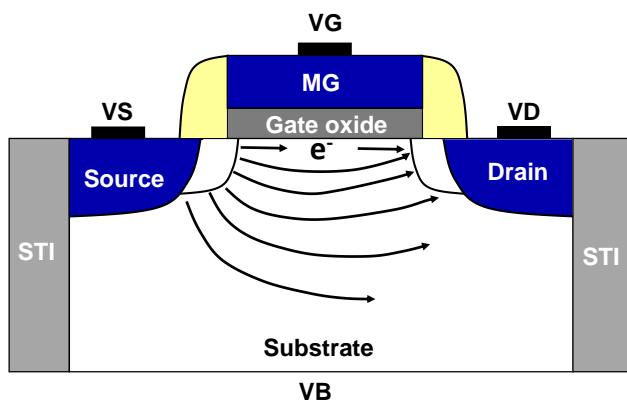 VG
MG
VS
VD
Gate oxide
e-
Source
Drain
STI
STI
Substrate
VB